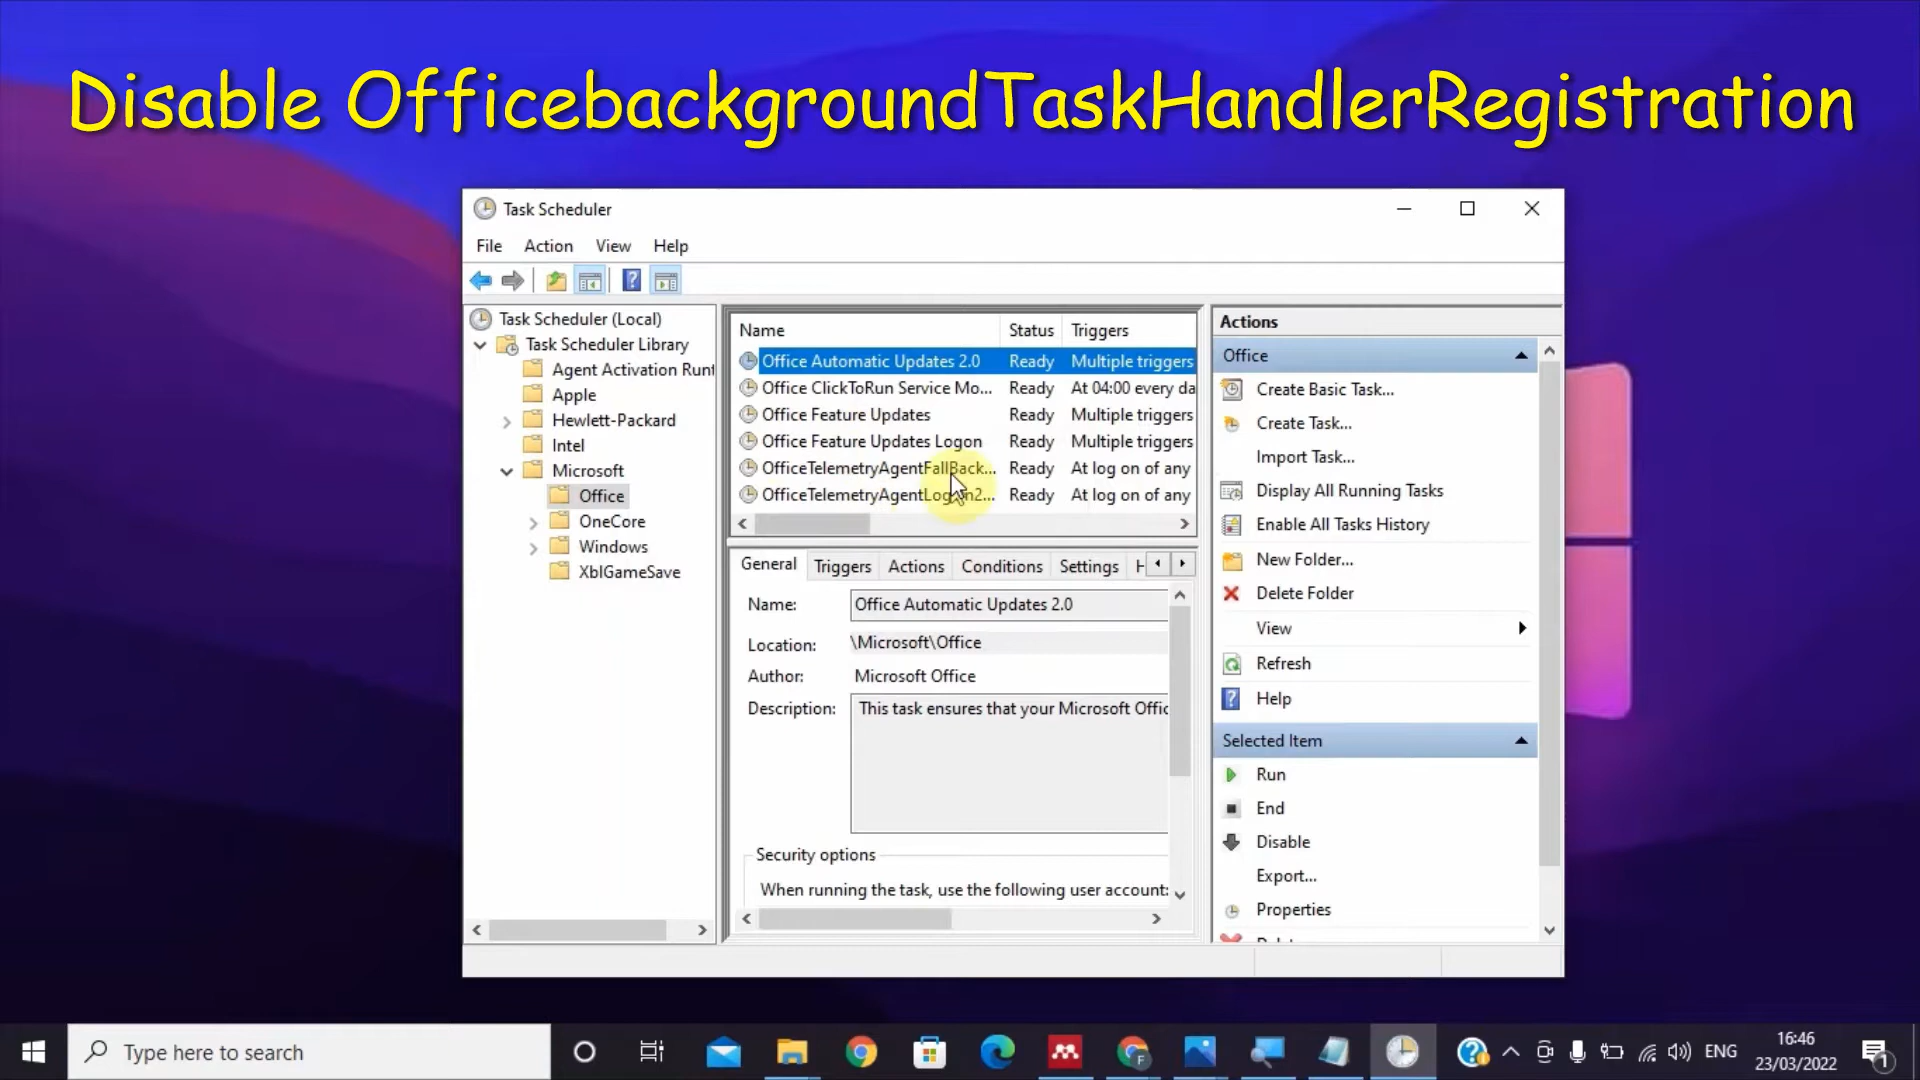 Disable OfficebackgroundTaskHandlerRegistration
Task Scheduler
File Action View Help
Task Scheduler (Local)
Task Scheduler Library
Agent Activation Runt
Apple
Hewlett-Packard
Intel
Microsoft
Office
OneCore
Windows
XblGameSave
Name Status Triggers
Office Automatic Updates 2.0 Ready Multiple triggers
Office ClickToRun Service Mo... Ready At 04:00 every da
Office Feature Updates Ready Multiple triggers
Office Feature Updates Logon Ready Multiple triggers
OfficeTelemetryAgentFallBack... Ready At log on of any
OfficeTelemetryAgentLogOn2... Ready At log on of any
General Triggers Actions Conditions Settings H
Name: Office Automatic Updates 2.0
Location: \Microsoft\Office
Author: Microsoft Office
Description: This task ensures that your Microsoft Offic
Security options
When running the task, use the following user account:
Actions
Office
Create Basic Task...
Create Task...
Import Task...
Display All Running Tasks
Enable All Tasks History
New Folder...
Delete Folder
View
Refresh
Help
Selected Item
Run
End
Disable
Export...
Properties
Type here to search
F
ENG
16:46
23/03/2022
1